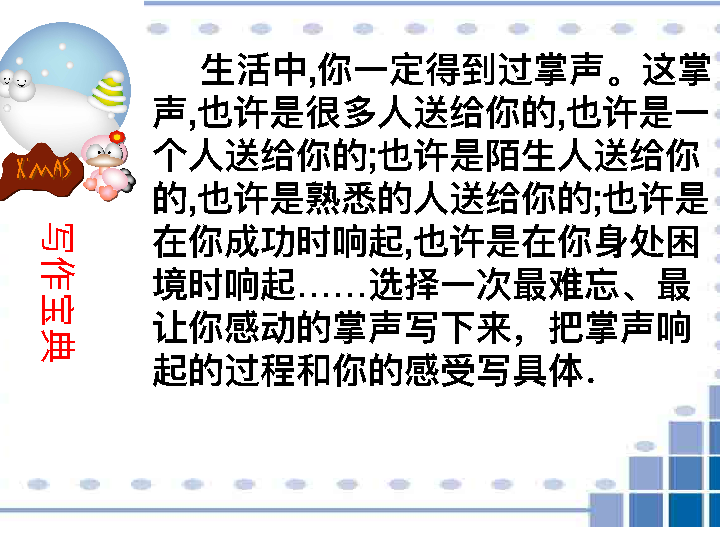 生活中,你一定得到过掌声。这掌
声,也许是很多人送给你的,也许是一
个人送给你的;也许是陌生人送给你
的,也许是熟悉的人送给你的;也许是
在你成功时响起,也许是在你身处困
境时响起……选择一次最难忘、最
让你感动的掌声写下来，把掌声响
起的过程和你的感受写具体.
X'MAS
写作宝典